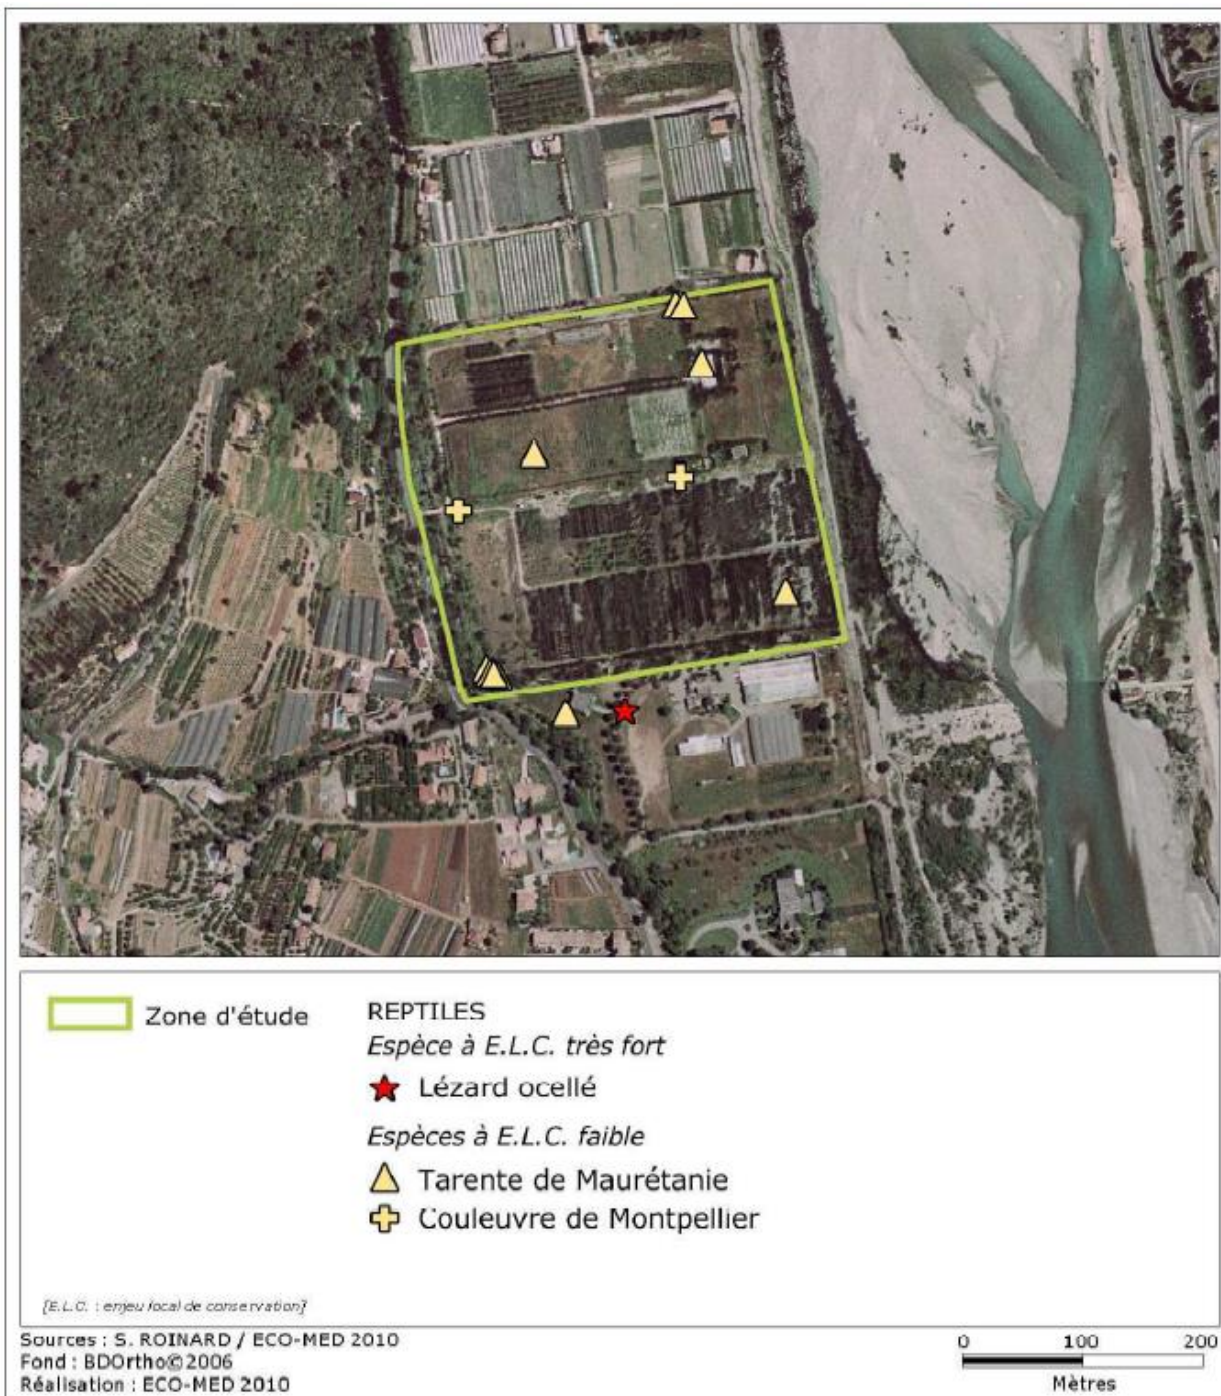 Zone d'étude
REPTILES
Espèce à E.L.C. très fort
Lézard ocellé
Espèces à E.L.C. faible
Tarente de Maurétanie
Couleuvre de Montpellier
[E.L.C. : enjeu local de conservation]
Sources : S. ROINARD / ECO-MED 2010
Fond : BDOrtho©2006
Réalisation : ECO-MED 2010
0 100 200
Mètres